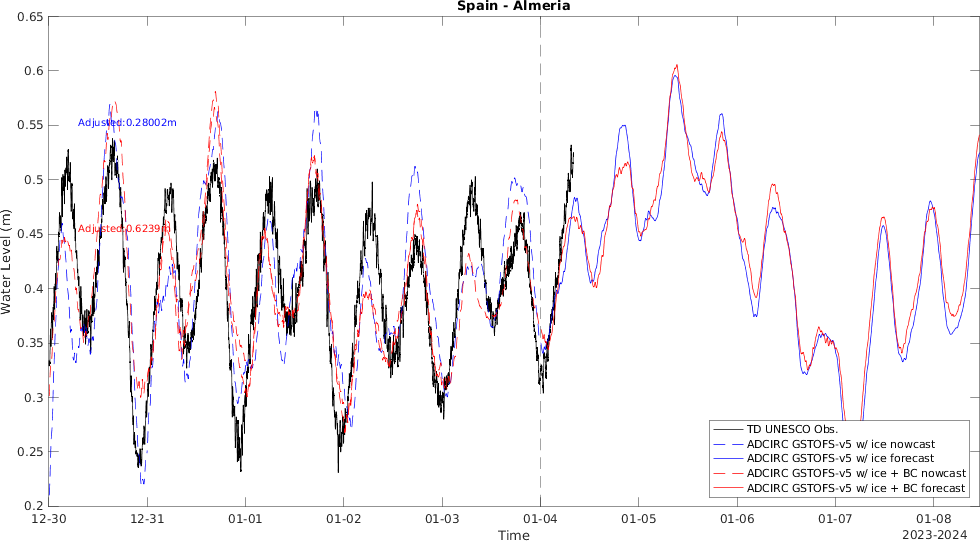 Spain - Almeria
0.65
0.6
0.55
0.5
0.45
0.4
0.35
0.3
0.25
0.2
Water Level (m)
Adjusted:0.28002m
Adjusted:0.6239m
TD UNESCO Obs.
ADCIRC GSTOFS-v5 w/ ice nowcast
ADCIRC GSTOFS-v5 w/ ice forecast
ADCIRC GSTOFS-v5 w/ ice + BC nowcast
ADCIRC GSTOFS-v5 w/ ice + BC forecast
12-30 12-31 01-01 01-02 01-03 01-04 01-05 01-06 01-07 01-08
Time
2023-2024